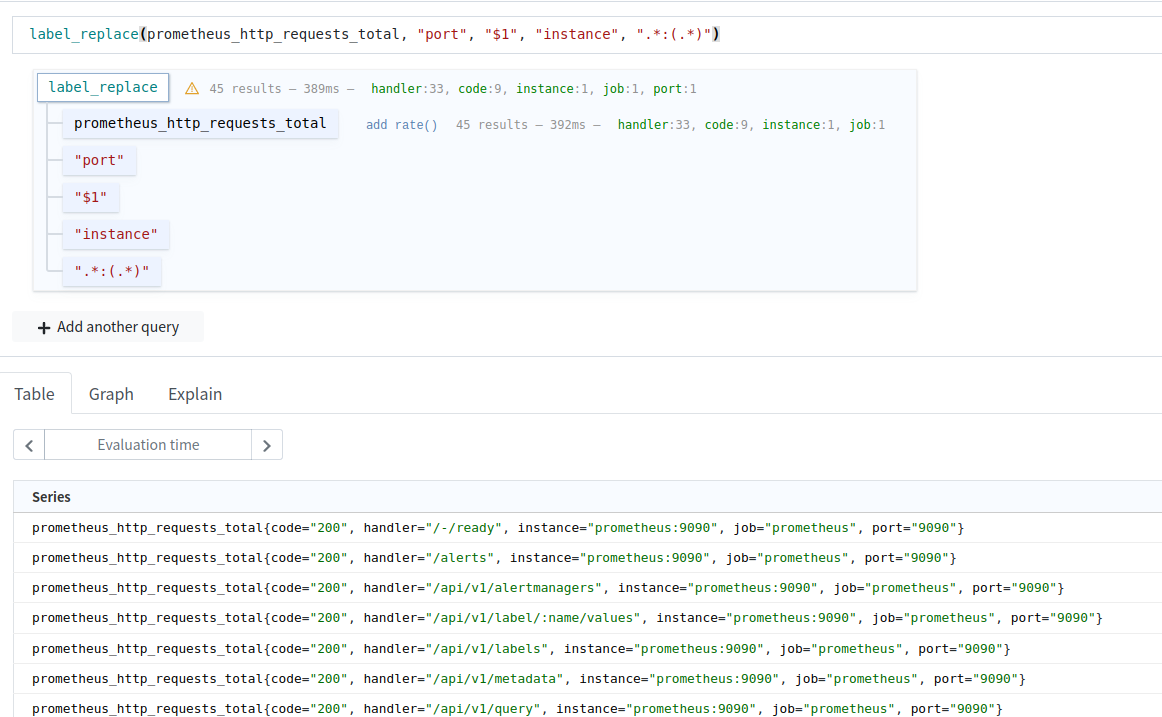 label_replace(prometheus_http_requests_total, "port", "$1", "instance", ".*:(.*)")
label_replace 45 results – 389ms – handler:33, code:9, instance:1, job:1, port:1
prometheus_http_requests_total add rate() 45 results – 392ms – handler:33, code:9, instance:1, job:1
"port"
"$1"
"instance"
".*:(.*)"
Add another query
Table Graph Explain
Evaluation time
Series
prometheus_http_requests_total{code="200", handler="/-/ready", instance="prometheus:9090", job="prometheus", port="9090"}
prometheus_http_requests_total{code="200", handler="/alerts", instance="prometheus:9090", job="prometheus", port="9090"}
prometheus_http_requests_total{code="200", handler="/api/v1/alertmanagers", instance="prometheus:9090", job="prometheus", port="9090"}
prometheus_http_requests_total{code="200", handler="/api/v1/label/:name/values", instance="prometheus:9090", job="prometheus", port="9090"}
prometheus_http_requests_total{code="200", handler="/api/v1/labels", instance="prometheus:9090", job="prometheus", port="9090"}
prometheus_http_requests_total{code="200", handler="/api/v1/metadata", instance="prometheus:9090", job="prometheus", port="9090"}
prometheus_http_requests_total{code="200", handler="/api/v1/query", instance="prometheus:9090", job="prometheus", port="9090"}